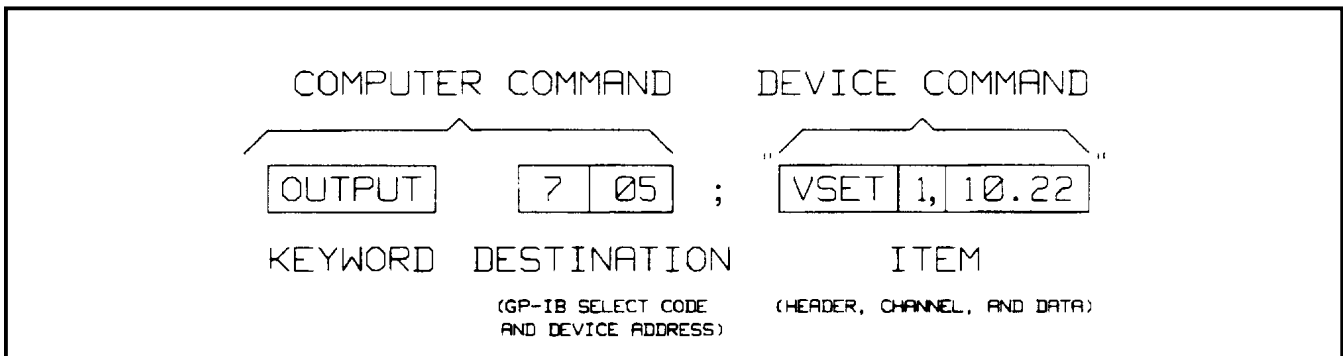 COMPUTER COMMAND DEVICE COMMAND
OUTPUT 7 05 ; "VSET 1, 10.22"
KEYWORD DESTINATION ITEM
(GP-IB SELECT CODE (HEADER, CHANNEL, AND DATA)
AND DEVICE ADDRESS)